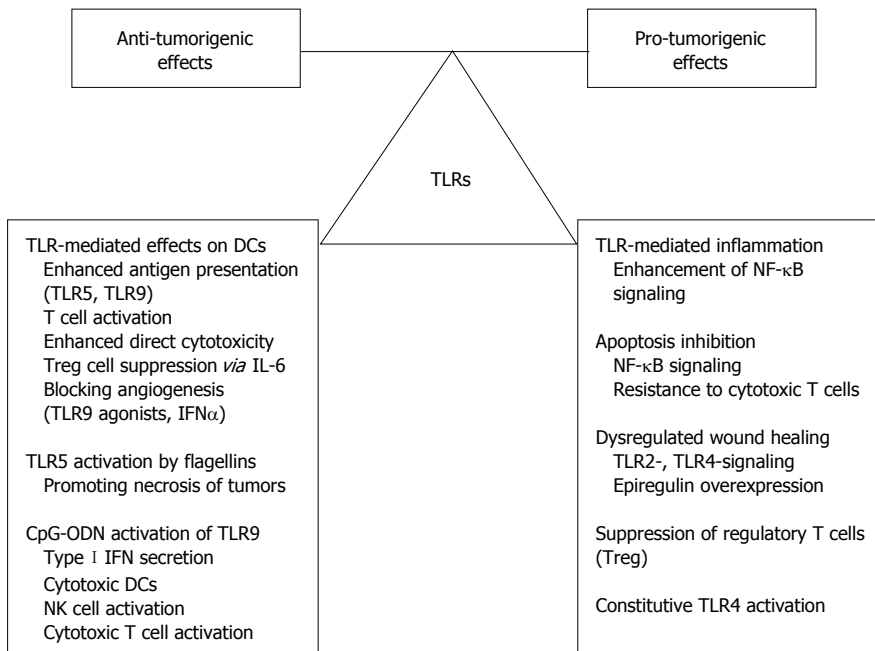 Anti-tumorigenic
effects
Pro-tumorigenic
effects
TLRs
TLR-mediated effects on DCs
Enhanced antigen presentation
(TLR5, TLR9)
T cell activation
Enhanced direct cytotoxicity
Treg cell suppression via IL-6
Blocking angiogenesis
(TLR9 agonists, IFNα)
TLR5 activation by flagellins
Promoting necrosis of tumors
CpG-ODN activation of TLR9
Type Ⅰ IFN secretion
Cytotoxic DCs
NK cell activation
Cytotoxic T cell activation
TLR-mediated inflammation
Enhancement of NF-κB
signaling
Apoptosis inhibition
NF-κB signaling
Resistance to cytotoxic T cells
Dysregulated wound healing
TLR2-, TLR4-signaling
Epiregulin overexpression
Suppression of regulatory T cells
(Treg)
Constitutive TLR4 activation